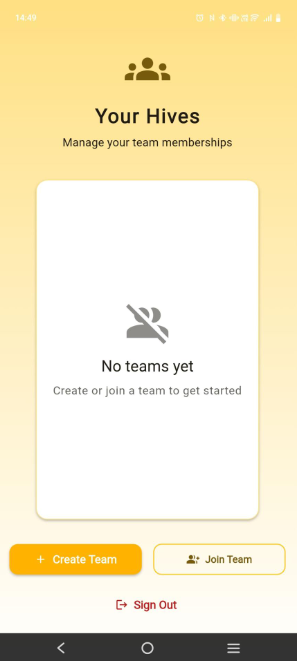 14:49
Your Hives
Manage your team memberships
No teams yet
Create or join a team to get started
+ Create Team
Join Team
Sign Out